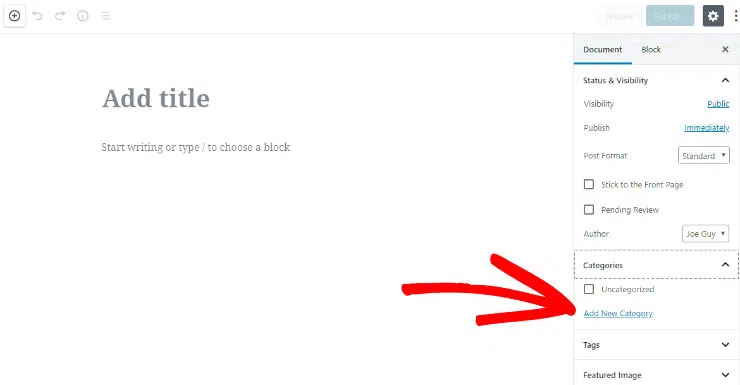 Preview
Publish...
Document Block
Status & Visibility
Visibility Public
Publish Immediately
Post Format Standard
Stick to the Front Page
Pending Review
Author Joe Guy
Categories
Uncategorized
Add New Category
Tags
Featured Image
Add title
Start writing or type / to choose a block